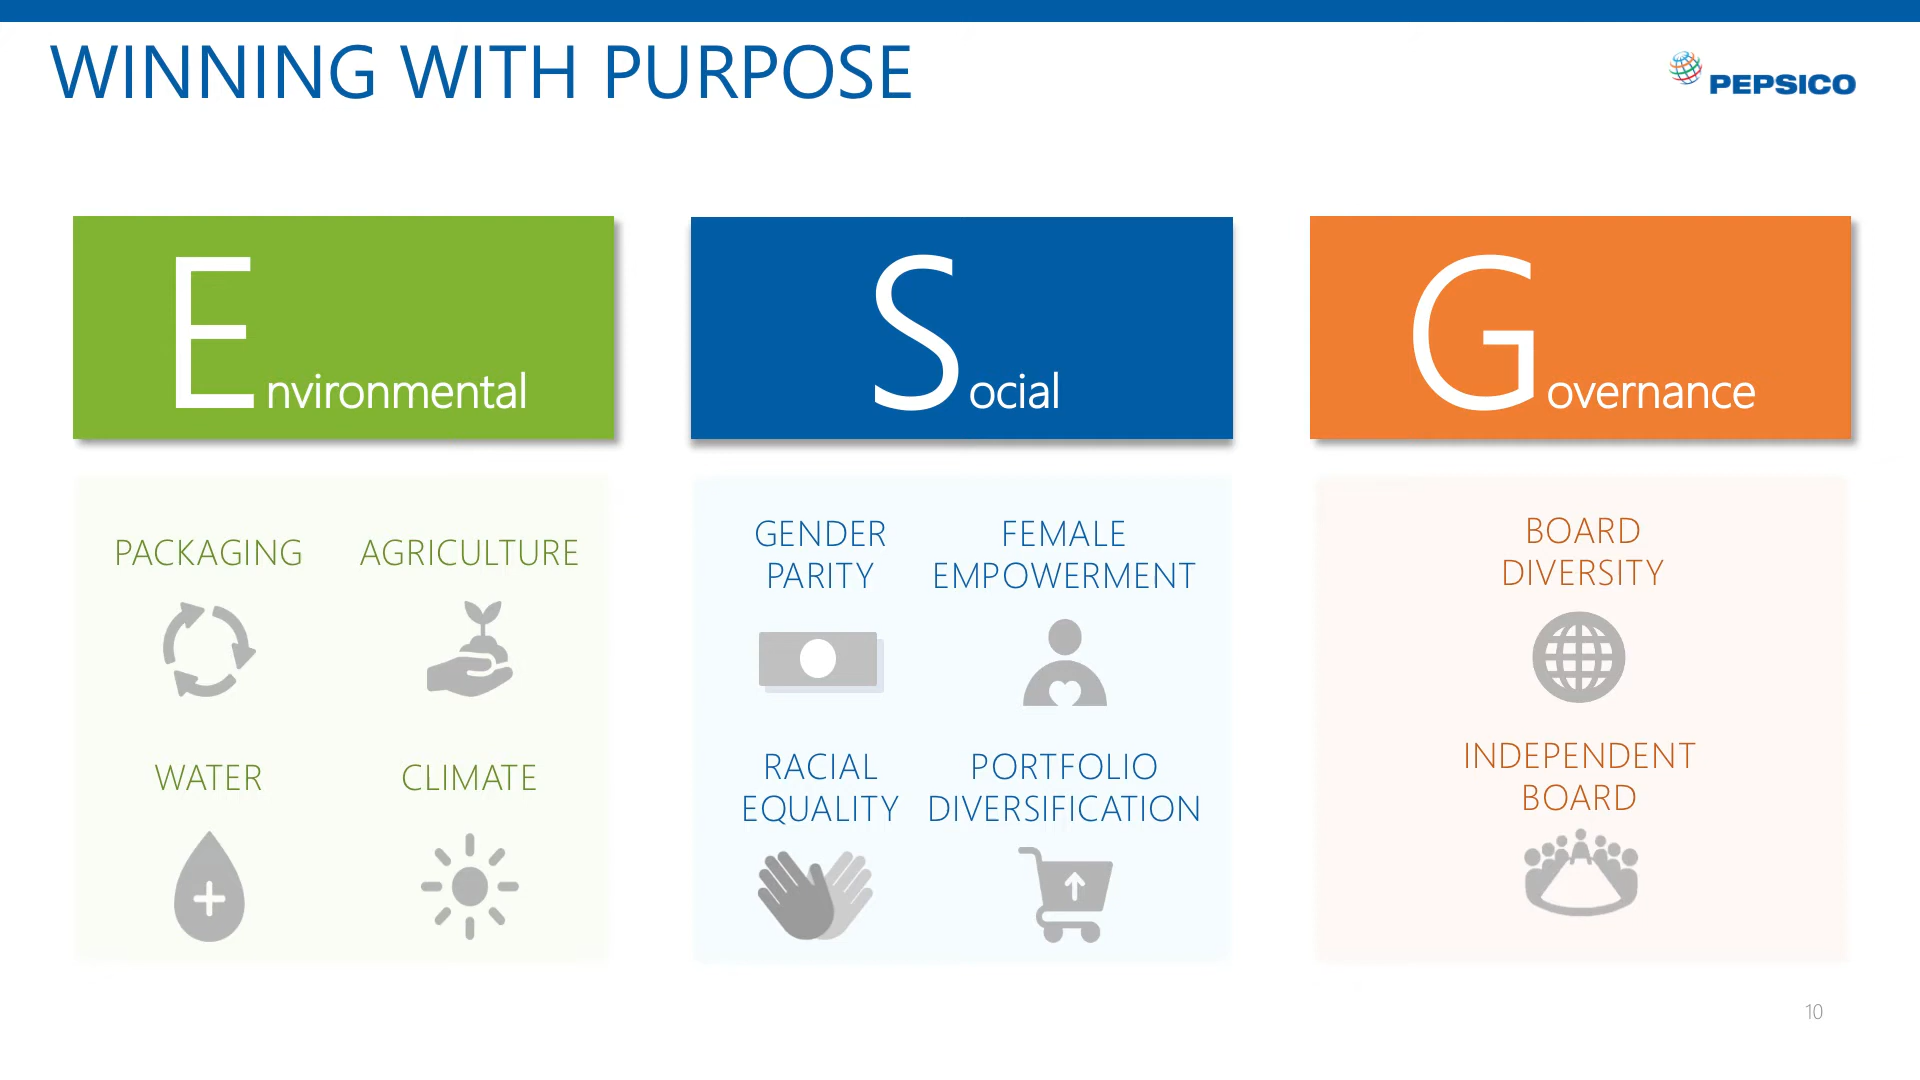 WINNING WITH PURPOSE
PEPSICO
Environmental
Social
Governance
PACKAGING
AGRICULTURE
WATER
CLIMATE
GENDER
PARITY
FEMALE
EMPOWERMENT
RACIAL
EQUALITY
PORTFOLIO
DIVERSIFICATION
BOARD
DIVERSITY
INDEPENDENT
BOARD
10